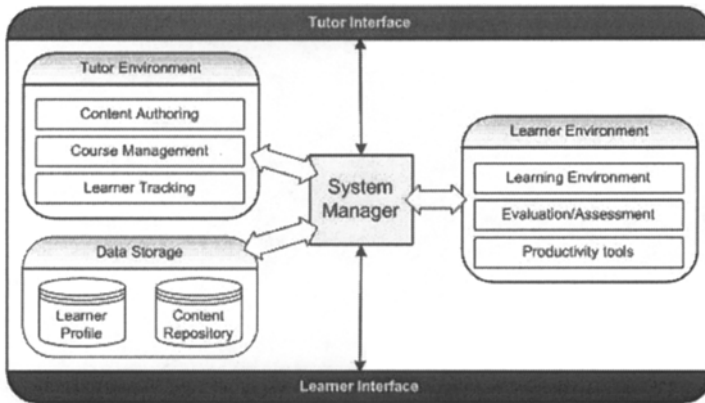 Tutor Interface
Tutor Environment
Content Authoring
Course Management
Learner Tracking
Data Storage
Learner
Profile
Content
Repository
System
Manager
Learner Environment
Learning Environment
Evaluation/Assessment
Productivity tools
Learner Interface